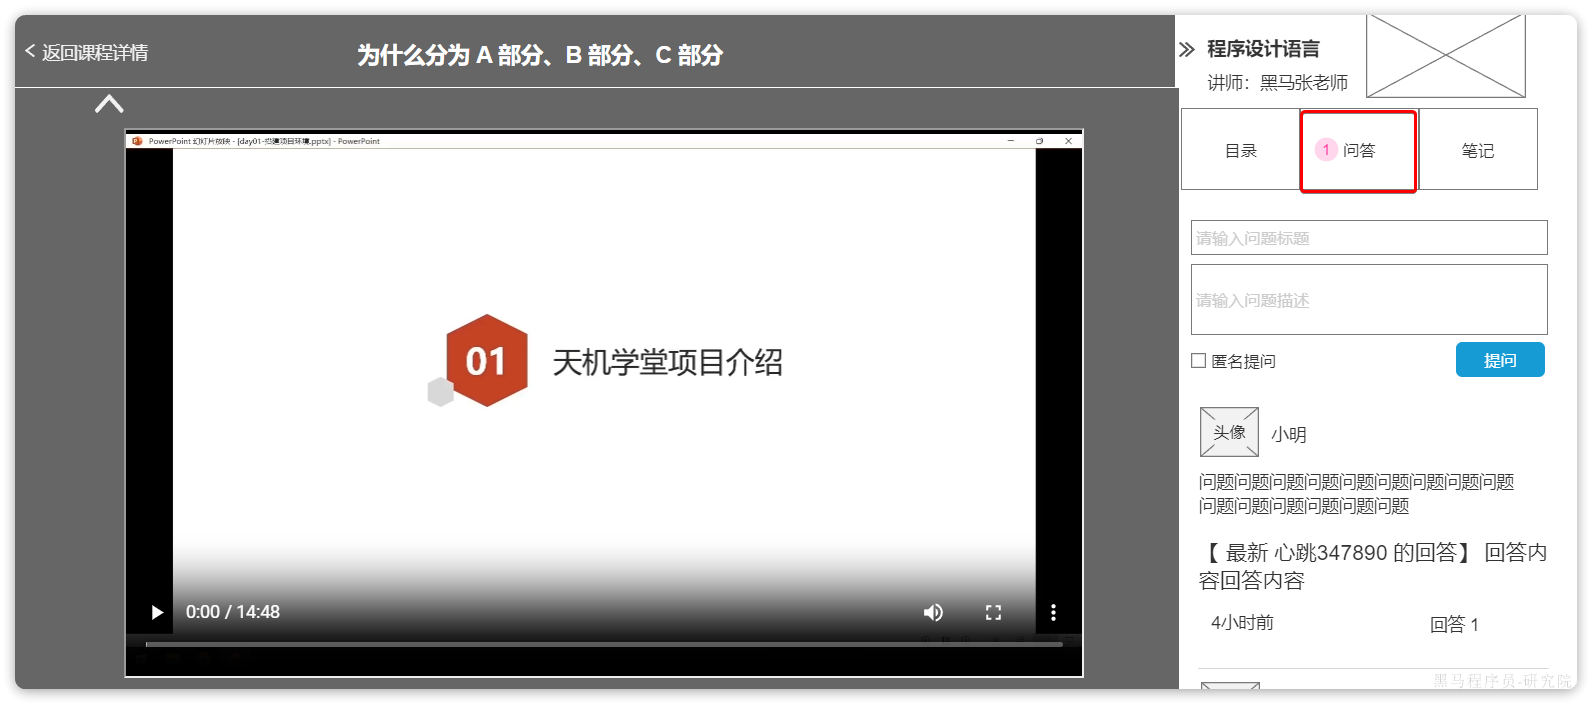 返回课程详情
为什么分为 A 部分、B 部分、C 部分
PowerPoint 幻灯片放映 - [day01-搭建项目环境.pptx] - PowerPoint
01
天机学堂项目介绍
0:00 / 14:48
程序设计语言
讲师：黑马张老师
目录
1 问答
笔记
请输入问题标题
请输入问题描述
匿名提问
提问
头像
小明
问题问题问题问题问题问题问题问题问题
问题问题问题问题问题问题
【 最新 心跳347890 的回答】 回答内
容回答内容
4小时前
回答 1
黑马程序员-研究院